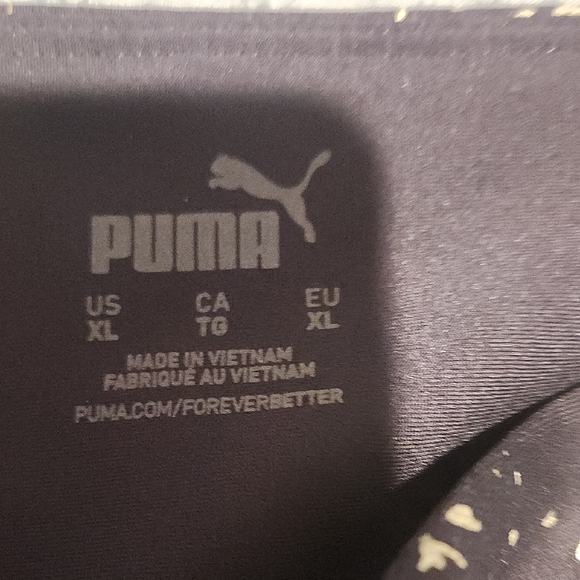 PUMA
US CA EU
XL TG XL
MADE IN VIETNAM
FABRIQUÉ AU VIETNAM
PUMA.COM/FOREVERBETTER